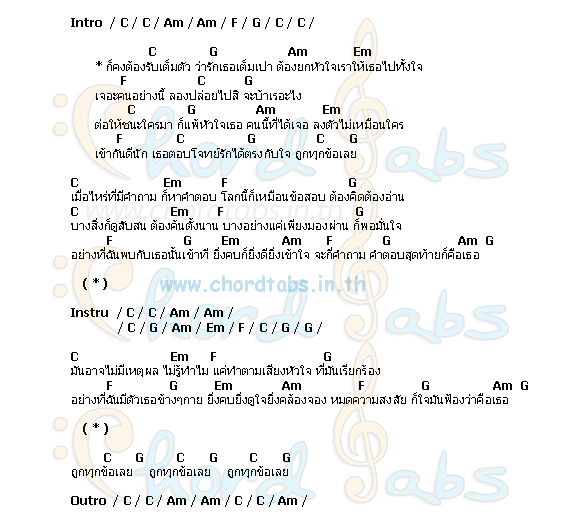 Intro / C / C / Am / Am / F / G / C / C /
C G Am Em
* ก็คงต้องรับเต็มตัว ว่ารักเธอเต็มเปา ต้องยกหัวใจเราให้เธอไปทั้งใจ
F C G
เจอะคนอย่างนี้ ลองปล่อยไปสิ จะบ้าเรอะไง
C G Am Em
ต่อให้ชนะใครมา ก็แพ้หัวใจเธอ คนนี้ที่ได้เจอ ลงตัวไม่เหมือนใคร
F C G C G
เข้ากันดีนัก เธอตอบโจทย์รักได้ตรงกับใจ ถูกทุกข้อเลย
C Em F G
เมื่อไหร่ที่มีคำถาม ก็หาคำตอบ โลกนี้ก็เหมือนข้อสอบ ต้องคิดต้องอ่าน
C Em F G
บางสิ่งก็ดูสับสน ต้องค้นตั้งนาน บางอย่างแค่เพียงมองผ่าน ก็พอมั่นใจ
F G Em Am F G Am G
อย่างที่ฉันพบกับเธอนั้นเข้าที ยิ่งคบก็ยิ่งดียิ่งเข้าใจ จะกี่คำถาม คำตอบสุดท้ายก็คือเธอ
( * )
www.chordtabs.in.th
Instru / C / C / Am / Am /
/ C / G / Am / Em / F / C / G / G /
C Em F G
มันอาจไม่มีเหตุผล ไม่รู้ทำไม แค่ทำตามเสียงหัวใจ ที่มันเรียกร้อง
F G Em Am F G Am G
อย่างที่ฉันมีตัวเธอข้างๆกาย ยิ่งคบยิ่งดูใจยิ่งคล้องจอง หมดความสงสัย ก็ใจมันฟ้องว่าคือเธอ
( * )
C G C G C G
ถูกทุกข้อเลย ถูกทุกข้อเลย ถูกทุกข้อเลย
Outro / C / C / Am / Am / C / C / Am /